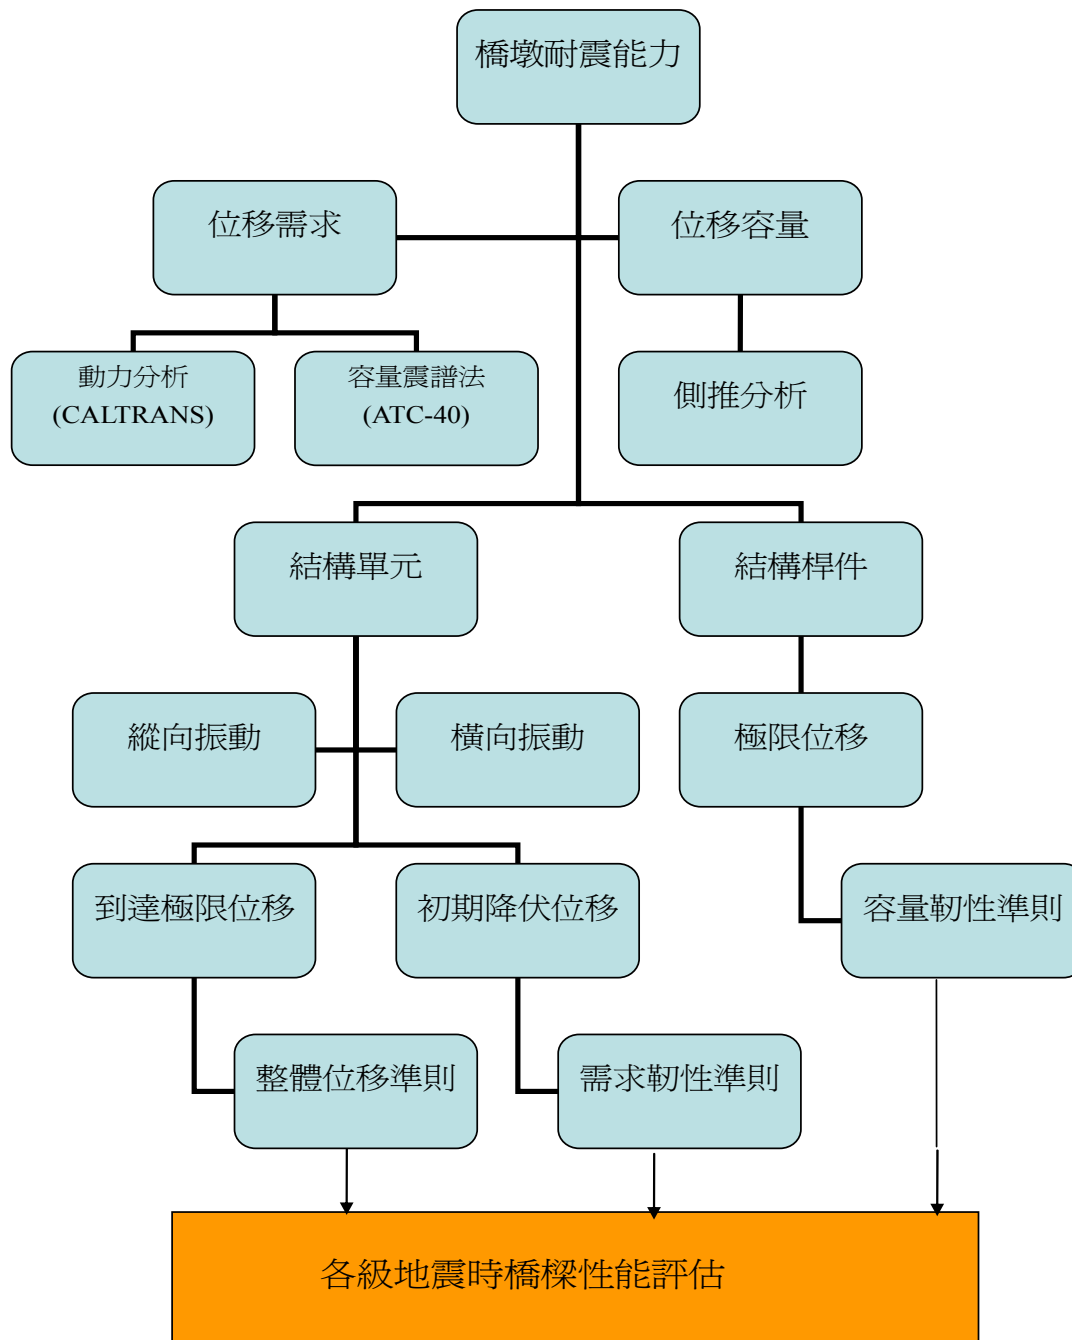 橋墩耐震能力
位移需求
位移容量
動力分析
(CALTRANS)
容量震譜法
(ATC-40)
側推分析
結構單元
結構桿件
縱向振動
橫向振動
極限位移
到達極限位移
初期降伏位移
容量韌性準則
整體位移準則
需求韌性準則
各級地震時橋樑性能評估